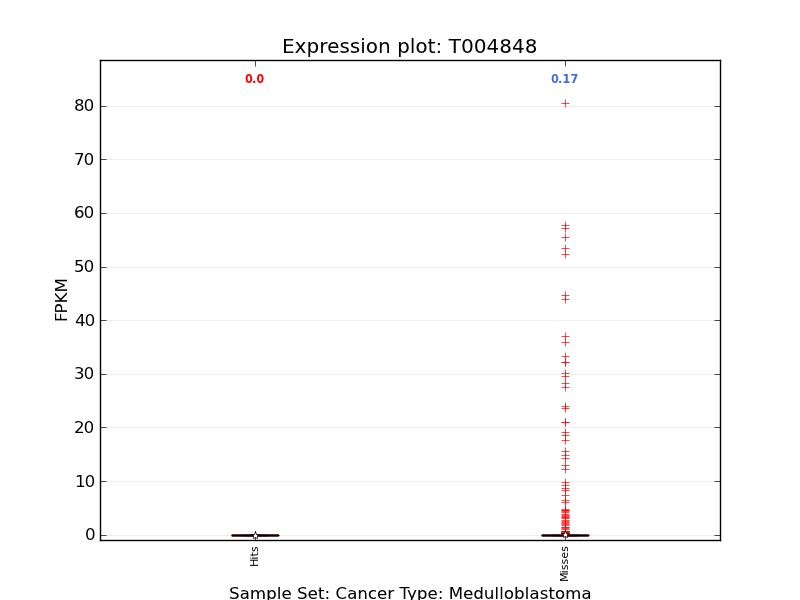 Expression plot: T004848
0.0 0.17
80
70
60
50
40
30
20
10
0
FPKM
Hits
Misses
Sample Set: Cancer Type: Medulloblastoma